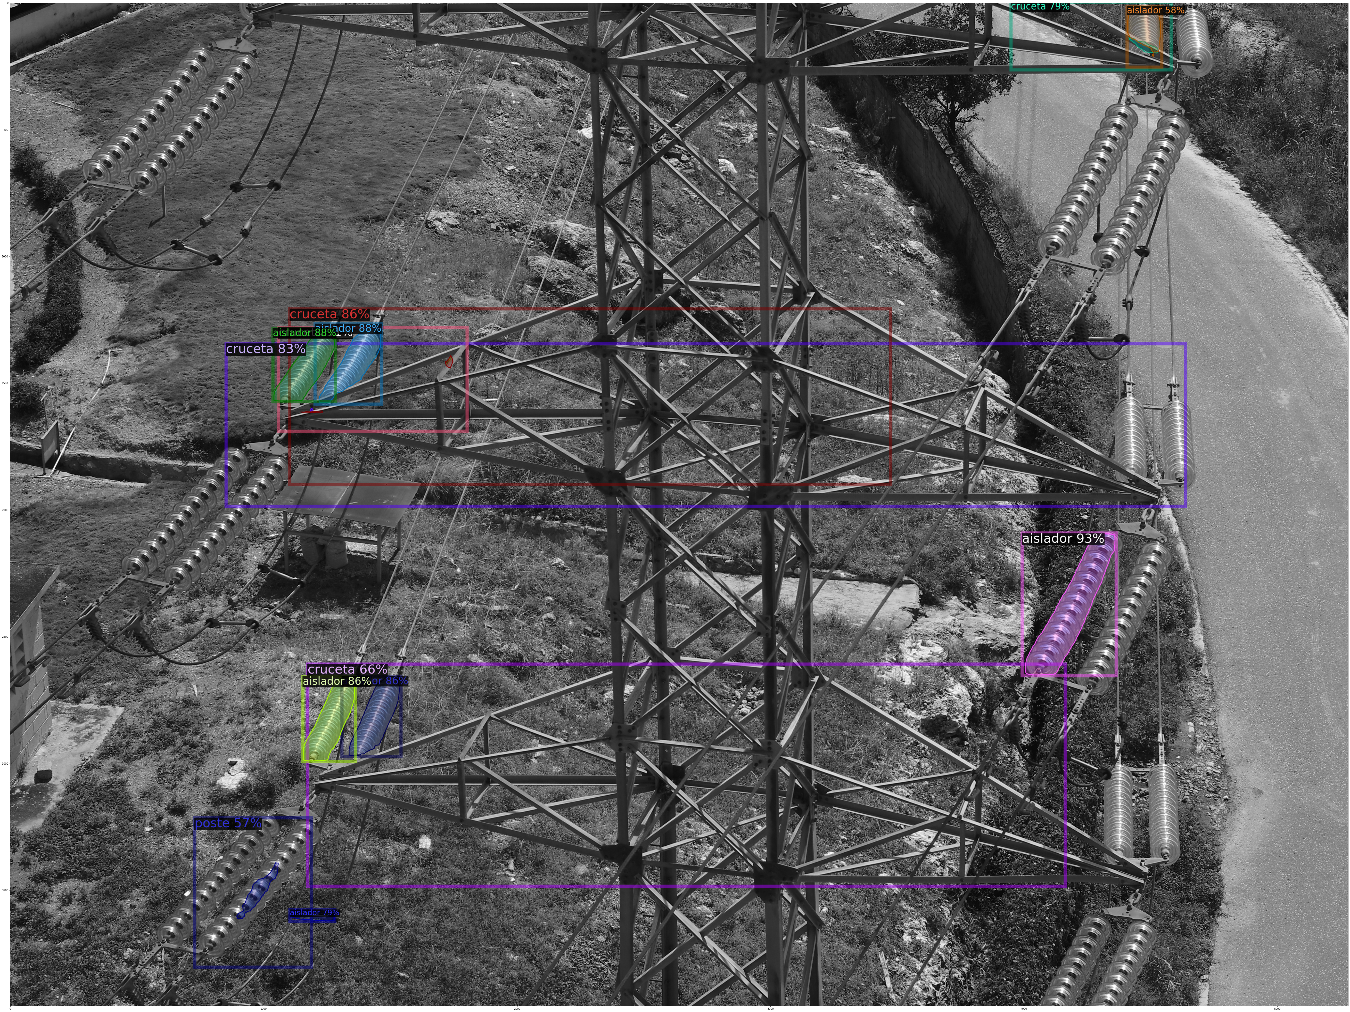 cruceta 79%
aislador 58%
cruceta 86%
aislador 88%
aislador 88%
cruceta 83%
aislador 93%
cruceta 66%
aislador 86%
86%
poste 57%